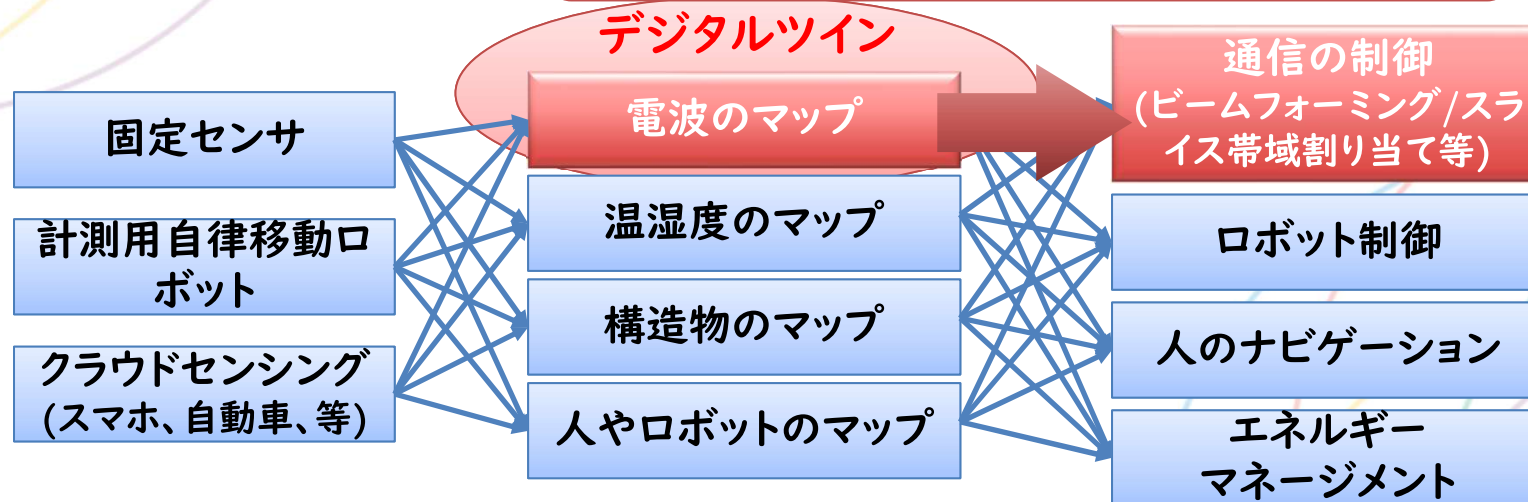 デジタルツイン
固定センサ
計測用自律移動ロ
ボット
クラウドセンシング
(スマホ、自動車、等)
電波のマップ
温湿度のマップ
構造物のマップ
人やロボットのマップ
通信の制御
(ビームフォーミング/スラ
イス帯域割り当て等)
ロボット制御
人のナビゲーション
エネルギー
マネージメント